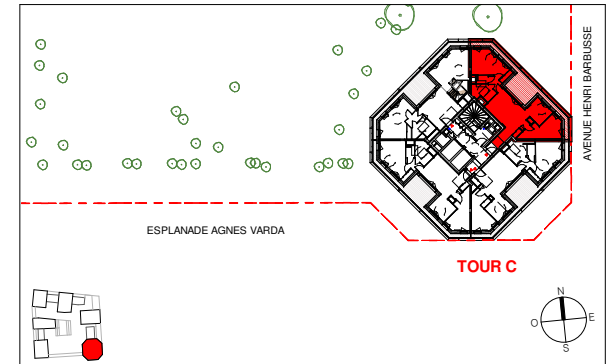 AVENUE HENRI BARBUSSE
ESPLANADE AGNES VARDA
TOUR C
N
O
E
S